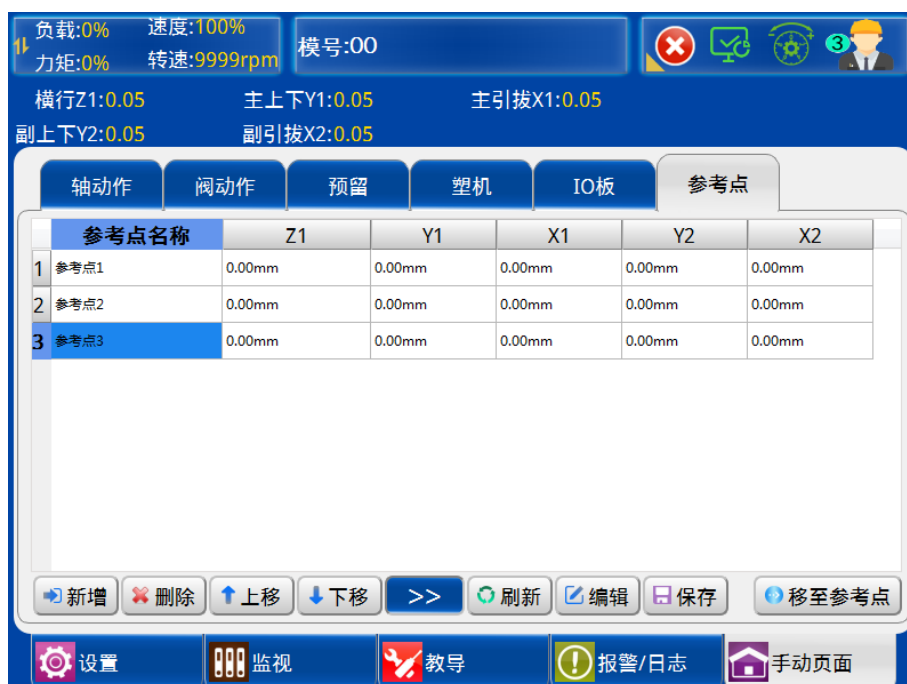 负载:0% 速度:100%
模号:00
力矩:0% 转速:9999rpm
3
横行Z1:0.05 主上下Y1:0.05 主引拔X1:0.05
副上下Y2:0.05 副引拔X2:0.05
轴动作 阀动作 预留 塑机 IO板 参考点
参考点名称 Z1 Y1 X1 Y2 X2
1 参考点1 0.00mm 0.00mm 0.00mm 0.00mm 0.00mm
2 参考点2 0.00mm 0.00mm 0.00mm 0.00mm 0.00mm
3 参考点3 0.00mm 0.00mm 0.00mm 0.00mm 0.00mm
新增 删除 上移 下移 >> 刷新 编辑 保存 移至参考点
设置 监视 教导 报警/日志 手动页面